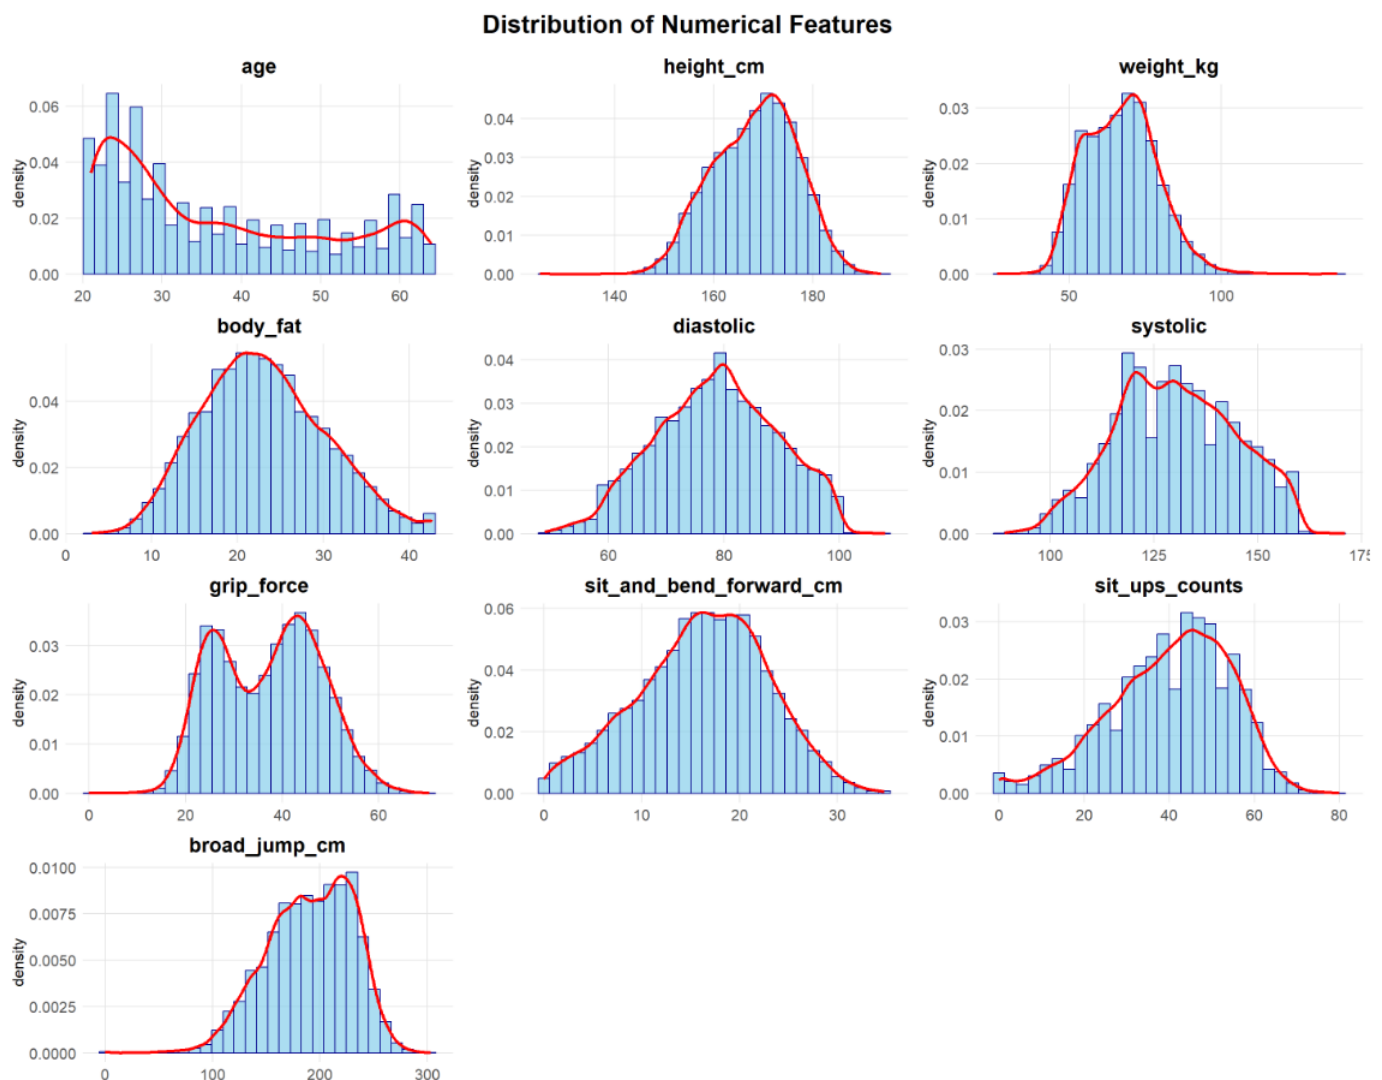 Distribution of Numerical Features
age
height_cm
weight_kg
density
0.06
0.04
0.02
0.00
20 30 40 50 60
density
0.04
0.03
0.02
0.01
0.00
140 160 180
density
0.03
0.02
0.01
0.00
50 100
body_fat
diastolic
systolic
density
0.04
0.02
0.00
0 10 20 30 40
density
0.04
0.03
0.02
0.01
0.00
60 80 100
density
0.03
0.02
0.01
0.00
100 125 150 175
grip_force
sit_and_bend_forward_cm
sit_ups_counts
density
0.03
0.02
0.01
0.00
0 20 40 60
density
0.06
0.04
0.02
0.00
0 10 20 30
density
0.03
0.02
0.01
0.00
0 20 40 60 80
broad_jump_cm
density
0.0100
0.0075
0.0050
0.0025
0.0000
0 100 200 300